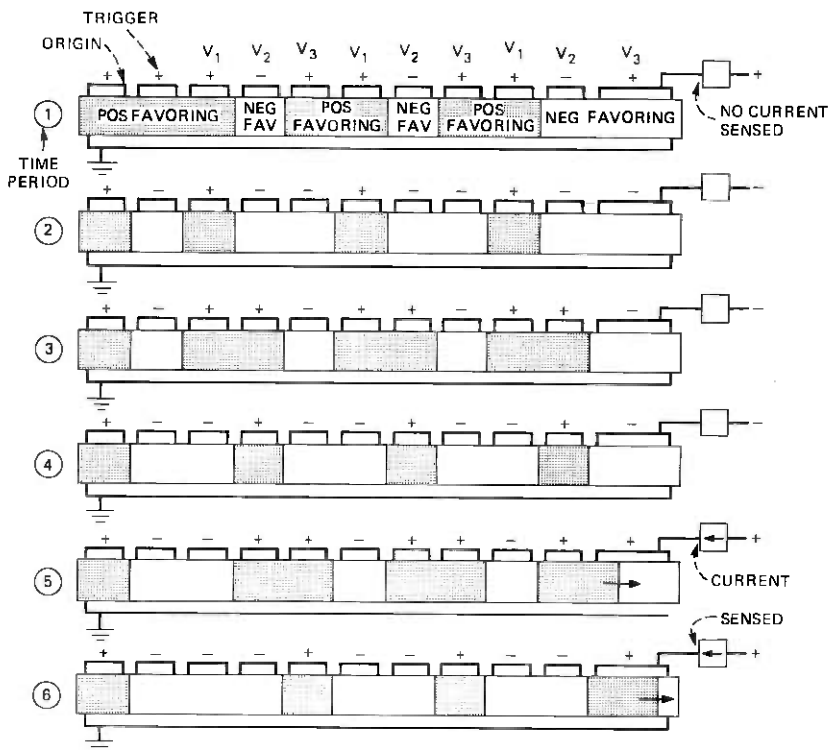 TRIGGER
ORIGIN V₁ V₂ V₃ V₁ V₂ V₃ V₁ V₂ V₃
+ + + − + + − + + − + +
1 POS FAVORING NEG FAV POS FAVORING NEG FAV POS FAVORING NEG FAVORING
NO CURRENT SENSED
TIME PERIOD
+ − + − − + − − + − − −
2
+ − + + − + + − + + − −
3
+ − − + − − + − − + − −
4
+ − − + + − + + − + + +
5
CURRENT
SENSED
+ − − − + − − + − − + +
6